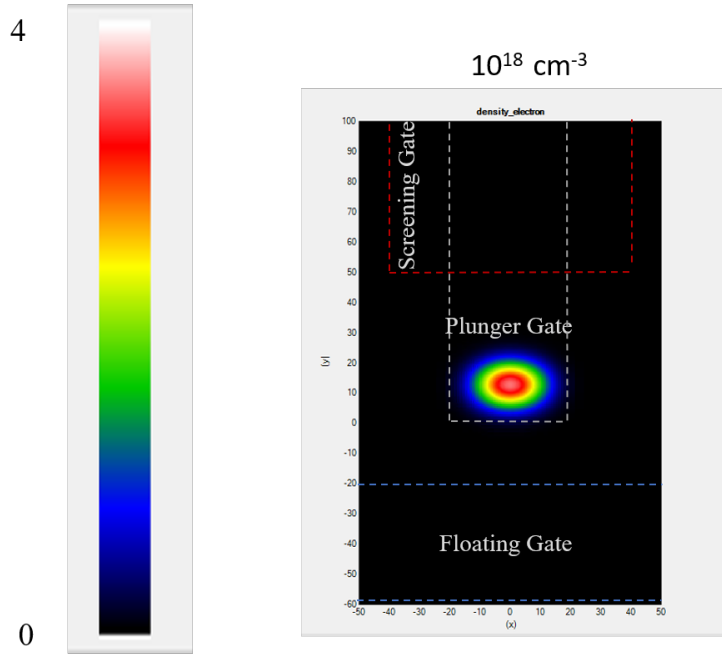 4
0
10¹⁸ cm⁻³
density_electron
Screening Gate
Plunger Gate
Floating Gate
100
90
80
70
60
50
40
30
20
10
0
-10
-20
-30
-40
-50
-60
(y)
-50 -40 -30 -20 -10 0 10 20 30 40 50
(x)